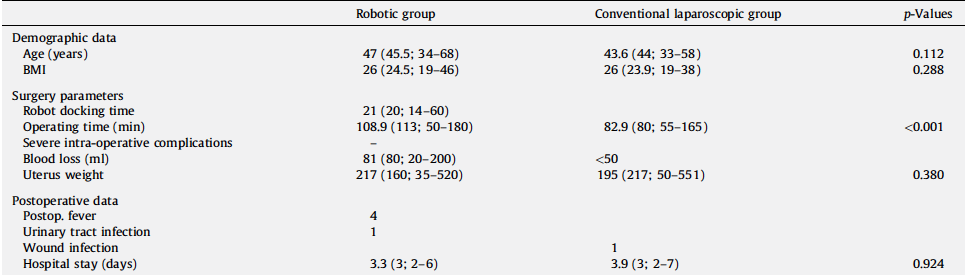 Robotic group Conventional laparoscopic group p-Values
Demographic data
Age (years) 47 (45.5; 34–68) 43.6 (44; 33–58) 0.112
BMI 26 (24.5; 19–46) 26 (23.9; 19–38) 0.288
Surgery parameters
Robot docking time 21 (20; 14–60)
Operating time (min) 108.9 (113; 50–180) 82.9 (80; 55–165) <0.001
Severe intra-operative complications –
Blood loss (ml) 81 (80; 20–200) <50
Uterus weight 217 (160; 35–520) 195 (217; 50–551) 0.380
Postoperative data
Postop. fever 4
Urinary tract infection 1
Wound infection 1
Hospital stay (days) 3.3 (3; 2–6) 3.9 (3; 2–7) 0.924